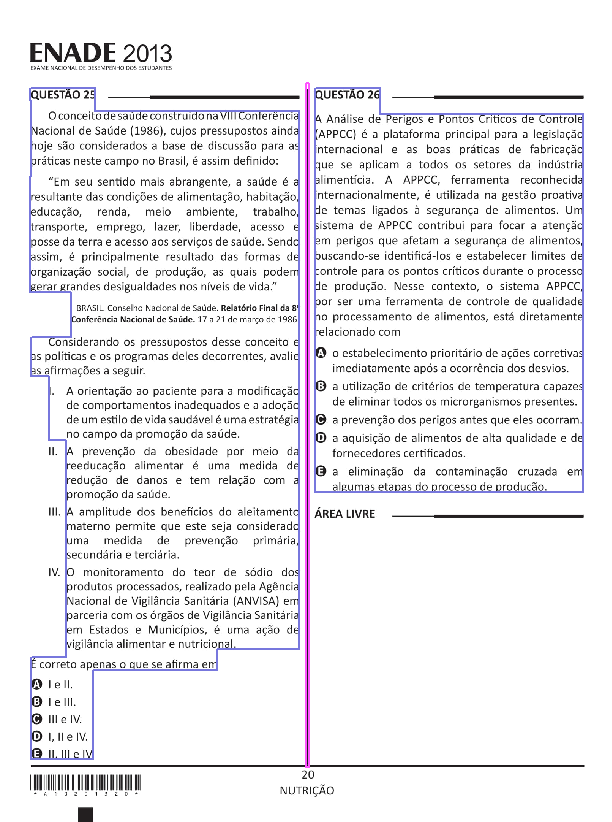 ENADE 2013
EXAME NACIONAL DE DESEMPENHO DOS ESTUDANTES
QUESTÃO 25
O conceito de saúde construído na VIII Conferência
Nacional de Saúde (1986), cujos pressupostos ainda
hoje são considerados a base de discussão para as
práticas neste campo no Brasil, é assim definido:
“Em seu sentido mais abrangente, a saúde é a
resultante das condições de alimentação, habitação,
educação, renda, meio ambiente, trabalho,
transporte, emprego, lazer, liberdade, acesso e
posse da terra e acesso aos serviços de saúde. Sendo
assim, é principalmente resultado das formas de
organização social, de produção, as quais podem
gerar grandes desigualdades nos níveis de vida.”
BRASIL. Conselho Nacional de Saúde. Relatório Final da 8ª
Conferência Nacional de Saúde. 17 a 21 de março de 1986.
Considerando os pressupostos desse conceito e
as políticas e os programas deles decorrentes, avalie
as afirmações a seguir.
I. A orientação ao paciente para a modificação
de comportamentos inadequados e a adoção
de um estilo de vida saudável é uma estratégia
no campo da promoção da saúde.
II. A prevenção da obesidade por meio da
reeducação alimentar é uma medida de
redução de danos e tem relação com a
promoção da saúde.
III. A amplitude dos benefícios do aleitamento
materno permite que este seja considerado
uma medida de prevenção primária,
secundária e terciária.
IV. O monitoramento do teor de sódio dos
produtos processados, realizado pela Agência
Nacional de Vigilância Sanitária (ANVISA) em
parceria com os órgãos de Vigilância Sanitária
em Estados e Municípios, é uma ação de
vigilância alimentar e nutricional.
É correto apenas o que se afirma em
A I e II.
B I e III.
C III e IV.
D I, II e IV.
E II, III e IV.
QUESTÃO 26
A Análise de Perigos e Pontos Críticos de Controle
(APPCC) é a plataforma principal para a legislação
internacional e as boas práticas de fabricação
que se aplicam a todos os setores da indústria
alimentícia. A APPCC, ferramenta reconhecida
internacionalmente, é utilizada na gestão proativa
de temas ligados à segurança de alimentos. Um
sistema de APPCC contribui para focar a atenção
em perigos que afetam a segurança de alimentos,
buscando-se identificá-los e estabelecer limites de
controle para os pontos críticos durante o processo
de produção. Nesse contexto, o sistema APPCC,
por ser uma ferramenta de controle de qualidade
no processamento de alimentos, está diretamente
relacionado com
A o estabelecimento prioritário de ações corretivas
imediatamente após a ocorrência dos desvios.
B a utilização de critérios de temperatura capazes
de eliminar todos os microrganismos presentes.
C a prevenção dos perigos antes que eles ocorram.
D a aquisição de alimentos de alta qualidade e de
fornecedores certificados.
E a eliminação da contaminação cruzada em
algumas etapas do processo de produção.
ÁREA LIVRE
20
NUTRIÇÃO